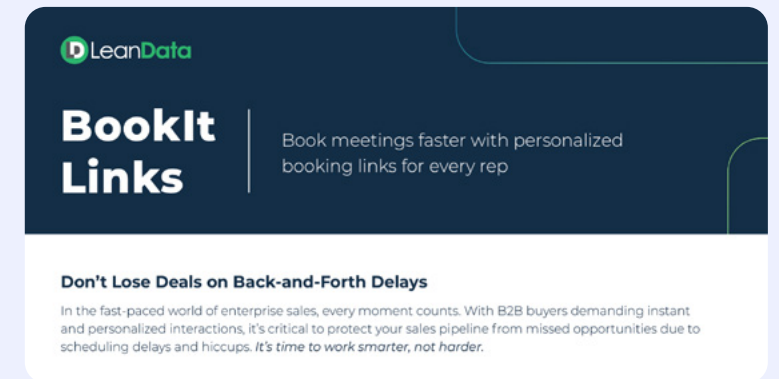 LeanData
BookIt
Links
Book meetings faster with personalized
booking links for every rep
Don't Lose Deals on Back-and-Forth Delays
In the fast-paced world of enterprise sales, every moment counts. With B2B buyers demanding instant
and personalized interactions, it's critical to protect your sales pipeline from missed opportunities due to
scheduling delays and hiccups. It's time to work smarter, not harder.